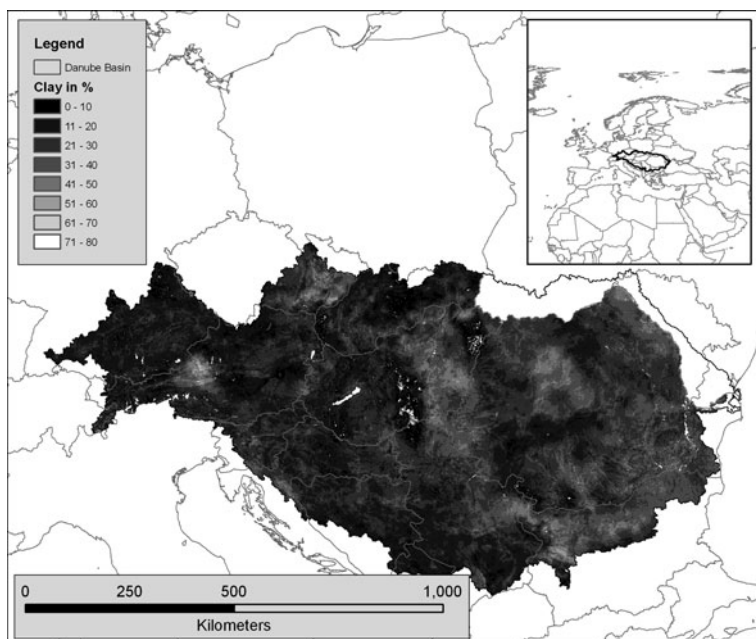 Legend
Danube Basin
Clay in %
0 - 10
11 - 20
21 - 30
31 - 40
41 - 50
51 - 60
61 - 70
71 - 80
0 250 500 1,000
Kilometers